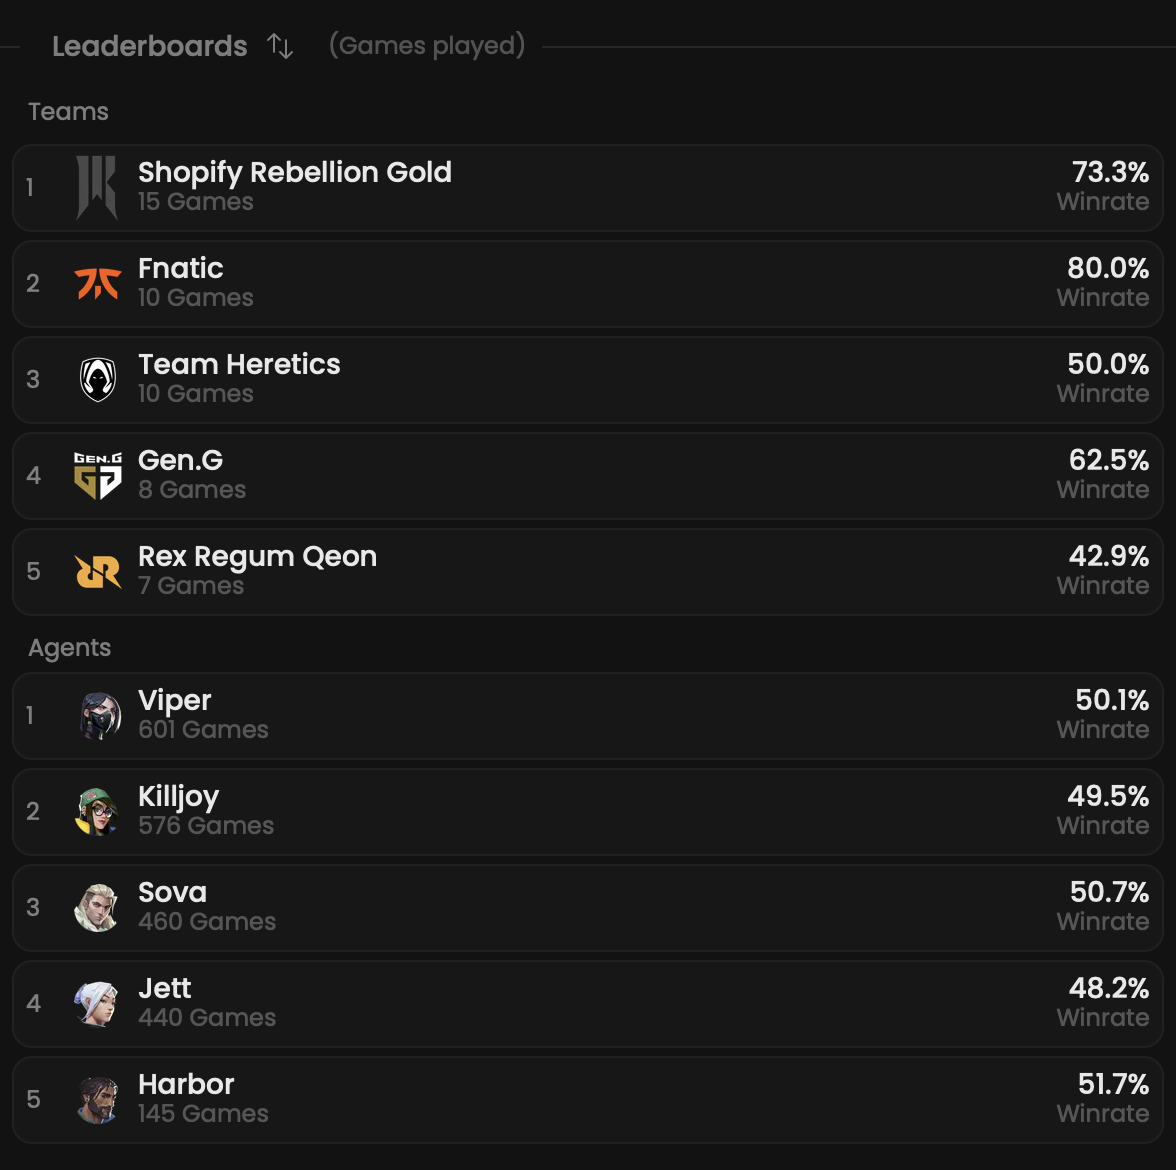 Leaderboards (Games played)
Teams
1 Shopify Rebellion Gold 73.3%
15 Games Winrate
2 Fnatic 80.0%
10 Games Winrate
3 Team Heretics 50.0%
10 Games Winrate
GEN.G
4 Gen.G 62.5%
8 Games Winrate
5 Rex Regum Qeon 42.9%
7 Games Winrate
Agents
1 Viper 50.1%
601 Games Winrate
2 Killjoy 49.5%
576 Games Winrate
3 Sova 50.7%
460 Games Winrate
4 Jett 48.2%
440 Games Winrate
5 Harbor 51.7%
145 Games Winrate